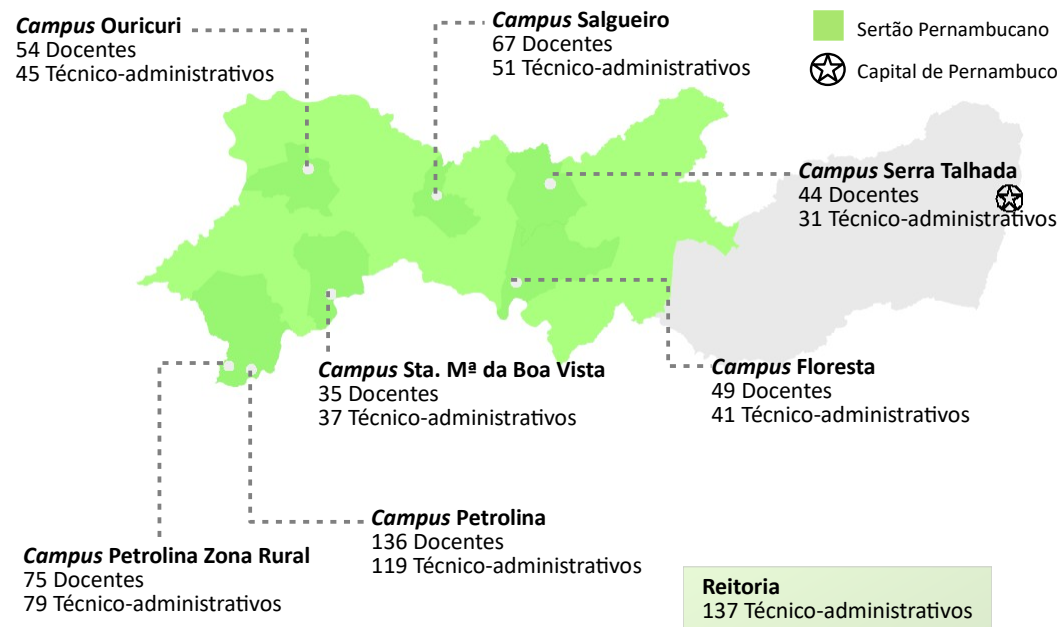 Campus Ouricuri
54 Docentes
45 Técnico-administrativos
Campus Salgueiro
67 Docentes
51 Técnico-administrativos
Sertão Pernambucano
Capital de Pernambuco
Campus Serra Talhada
44 Docentes
31 Técnico-administrativos
Campus Sta. Mª da Boa Vista
35 Docentes
37 Técnico-administrativos
Campus Floresta
49 Docentes
41 Técnico-administrativos
Campus Petrolina
136 Docentes
119 Técnico-administrativos
Campus Petrolina Zona Rural
75 Docentes
79 Técnico-administrativos
Reitoria
137 Técnico-administrativos